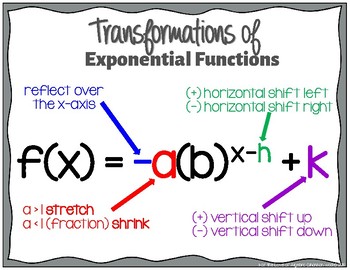 Transformations of
Exponential Functions
reflect over
the x-axis
(+) horizontal shift left
(-) horizontal shift right
f(x) = -a(b)^x-h + k
a > 1 stretch
a < 1 (fraction) shrink
(+) vertical shift up
(-) vertical shift down